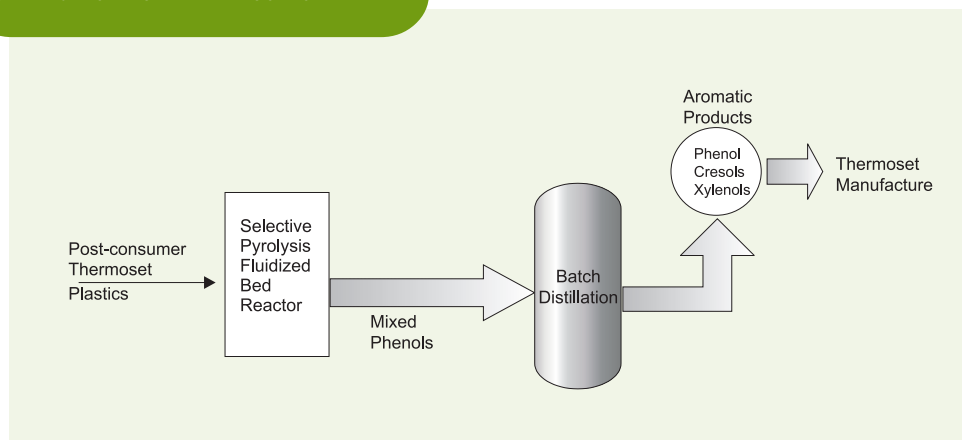 Post-consumer
Thermoset
Plastics
Selective
Pyrolysis
Fluidized
Bed
Reactor
Mixed
Phenols
Batch
Distillation
Aromatic
Products
Phenol
Cresols
Xylenols
Thermoset
Manufacture